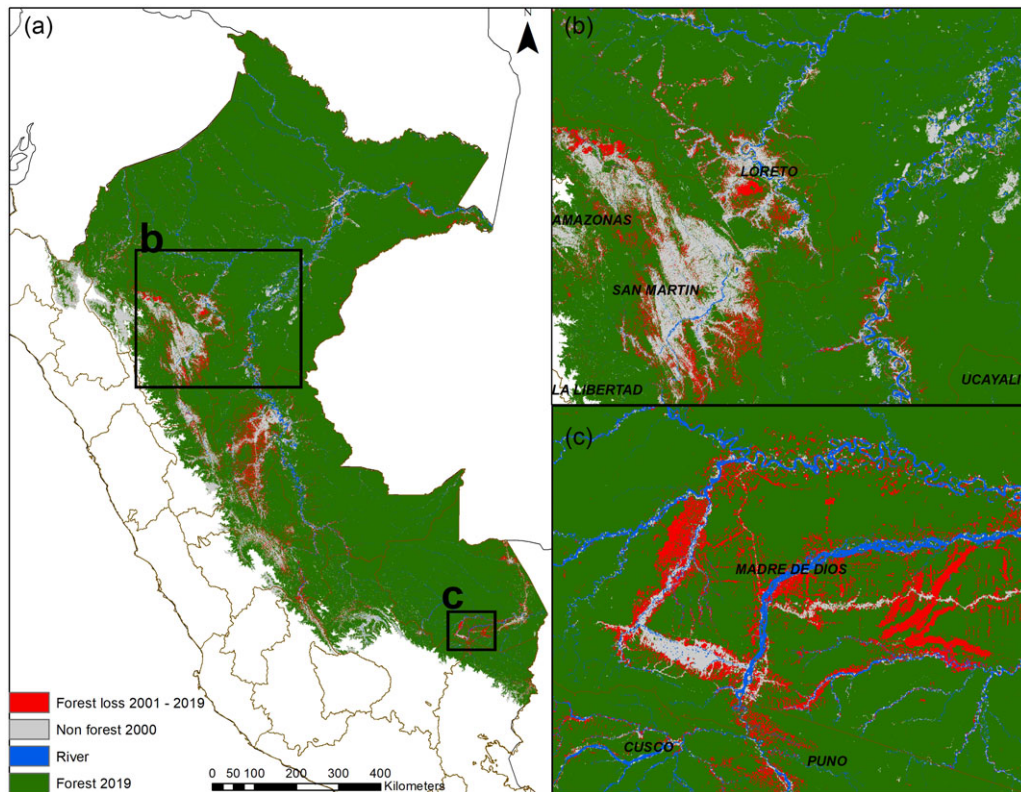 (a)
N
b
c
Forest loss 2001 - 2019
Non forest 2000
River
Forest 2019
0 50 100 200 300 400
Kilometers
(b)
LORETO
AMAZONAS
SAN MARTIN
LA LIBERTAD
UCAYALI
(c)
MADRE DE DIOS
CUSCO
PUNO